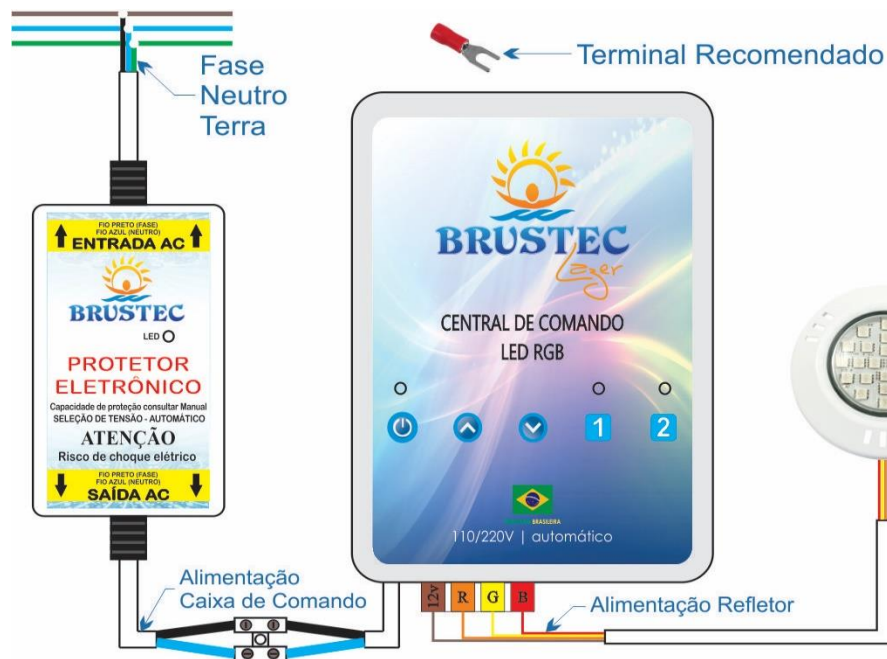 Fase
Neutro
Terra
Terminal Recomendado
FIO PRETO (FASE)
FIO AZUL (NEUTRO)
ENTRADA AC
BRUSTEC
LED
PROTETOR
ELETRÔNICO
Capacidade de proteção consultar Manual
SELEÇÃO DE TENSÃO - AUTOMÁTICO
ATENÇÃO
Risco de choque elétrico
FIO PRETO (FASE)
FIO AZUL (NEUTRO)
SAÍDA AC
BRUSTEC
Lazer
CENTRAL DE COMANDO
LED RGB
1 2
BRASILEIRA
110/220V | automático
Alimentação
Caixa de Comando
12v R G B
Alimentação Refletor